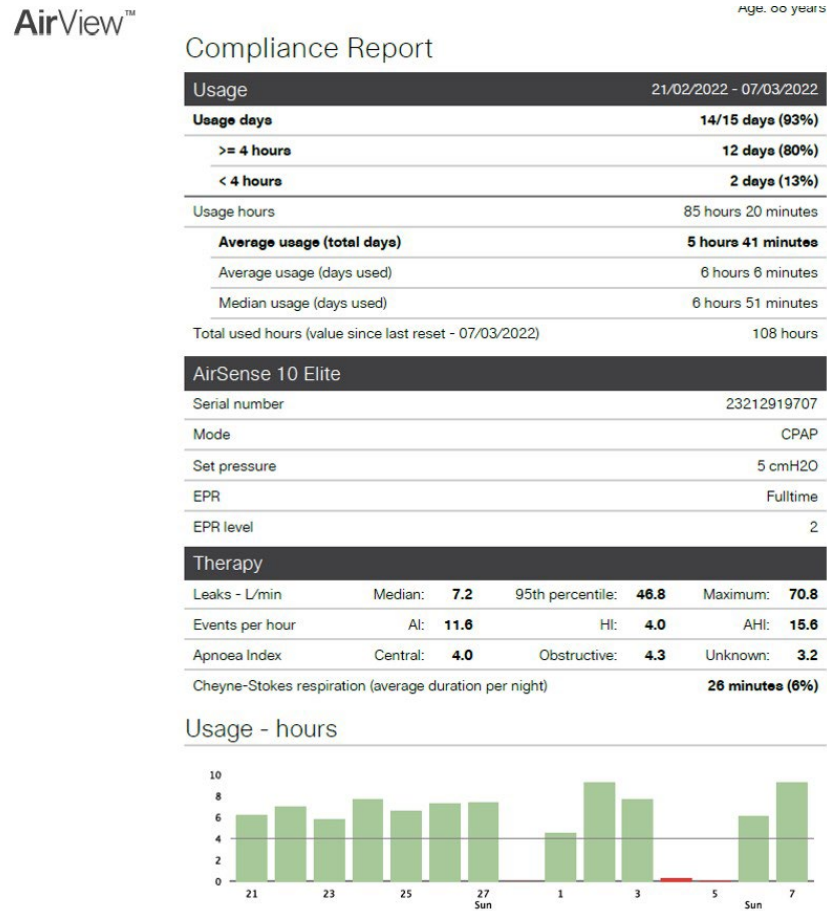 AirView™
Age: 88 years
Compliance Report
Usage 21/02/2022 - 07/03/2022
Usage days 14/15 days (93%)
>= 4 hours 12 days (80%)
< 4 hours 2 days (13%)
Usage hours 85 hours 20 minutes
Average usage (total days) 5 hours 41 minutes
Average usage (days used) 6 hours 6 minutes
Median usage (days used) 6 hours 51 minutes
Total used hours (value since last reset - 07/03/2022) 108 hours
AirSense 10 Elite
Serial number 23212919707
Mode CPAP
Set pressure 5 cmH2O
EPR Fulltime
EPR level 2
Therapy
Leaks - L/min Median: 7.2 95th percentile: 46.8 Maximum: 70.8
Events per hour AI: 11.6 HI: 4.0 AHI: 15.6
Apnoea Index Central: 4.0 Obstructive: 4.3 Unknown: 3.2
Cheyne-Stokes respiration (average duration per night) 26 minutes (6%)
Usage - hours
10
8
6
4
2
0
21 23 25 27 1 3 5 7
Sun Sun